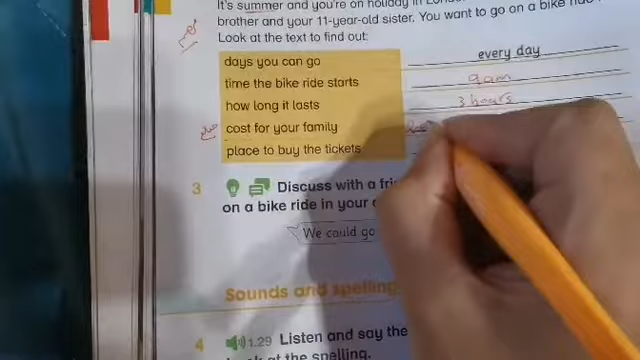 It's summer and you're on holiday in
brother and your 11-year-old sister. You want to go on a bike
Look at the text to find out:
days you can go every day
time the bike ride starts 9am
how long it lasts 3 hours
cost for your family
place to buy the tickets
3 Discuss with a
on a bike ride in your
We could go
Sounds and spelling
4 1.29 Listen and say the
at the spelling.